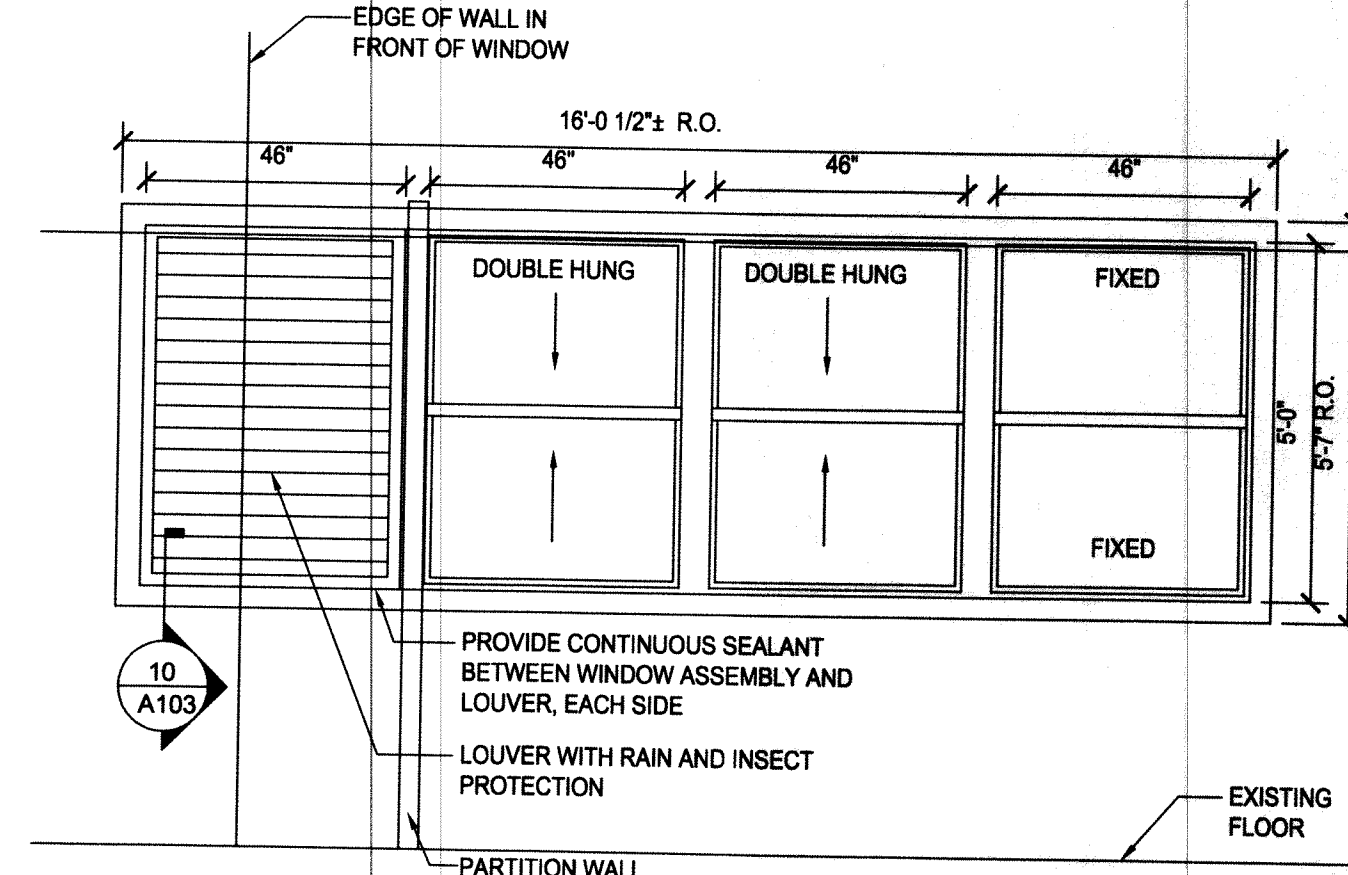 EDGE OF WALL IN
FRONT OF WINDOW
16'-0 1/2"± R.O.
46"
46"
46"
46"
DOUBLE HUNG
DOUBLE HUNG
FIXED
5'-0"
5'-7" R.O.
FIXED
PROVIDE CONTINUOUS SEALANT
BETWEEN WINDOW ASSEMBLY AND
LOUVER, EACH SIDE
10
A103
LOUVER WITH RAIN AND INSECT
PROTECTION
EXISTING
FLOOR
PARTITION WALL